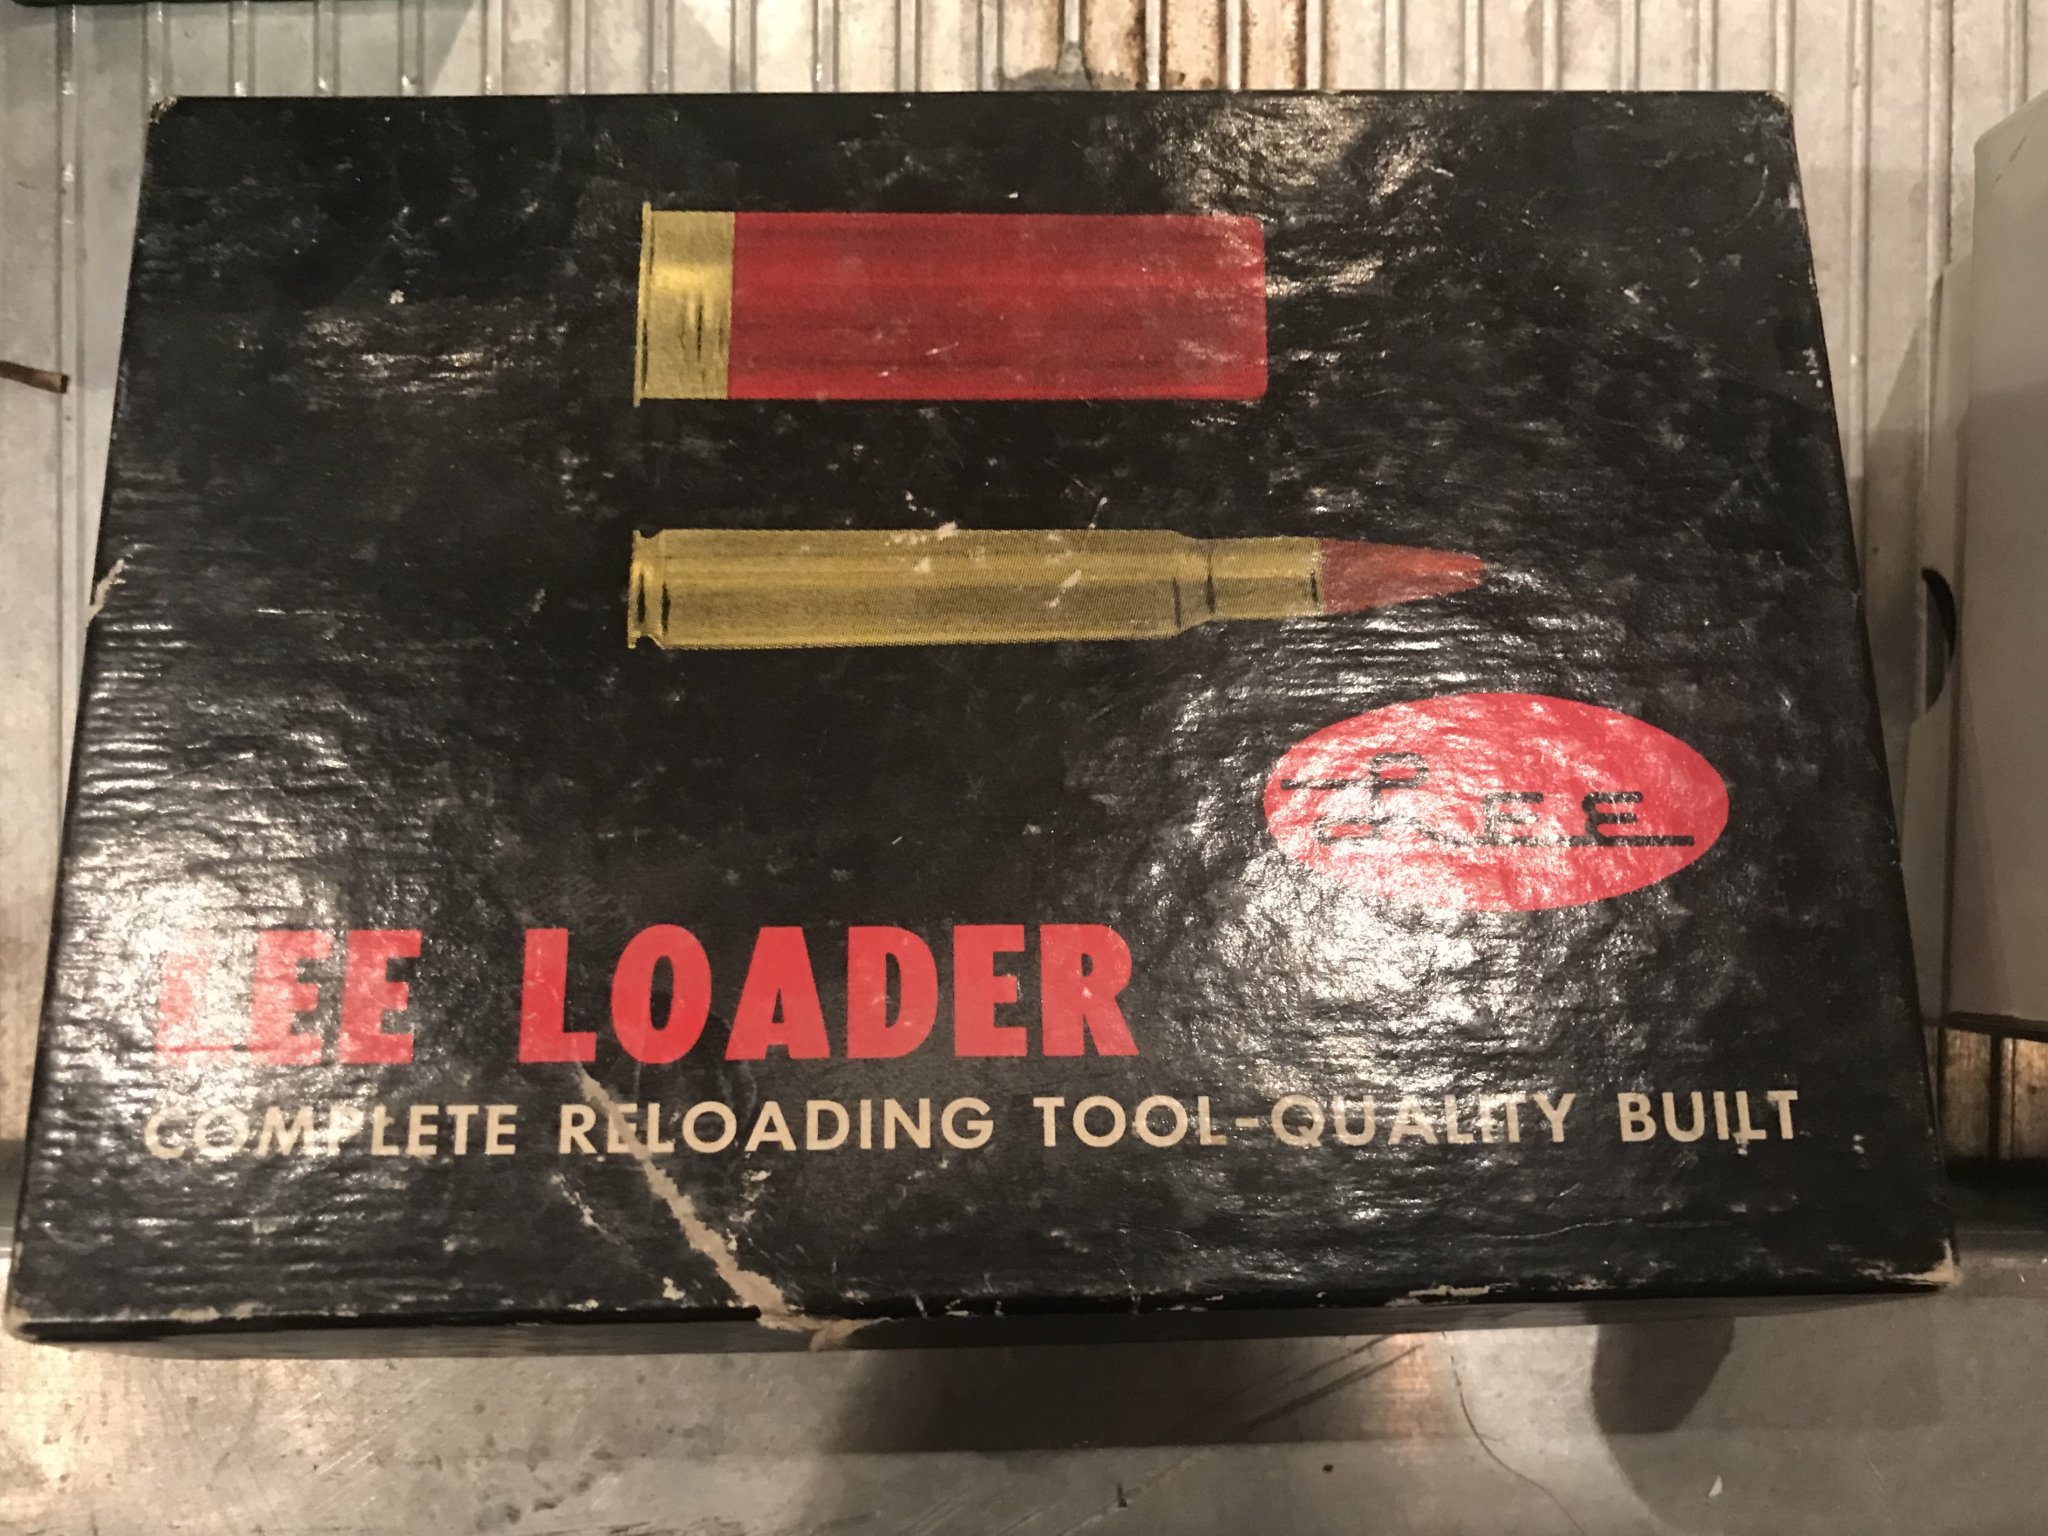 LEE
LEE LOADER
COMPLETE RELOADING TOOL-QUALITY BUILT